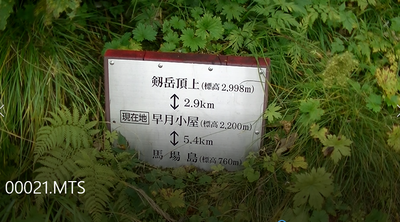 剱岳頂上(標高2,998m)
↕2.9km
現在地 早月小屋(標高2,200m)
↕5.4km
馬場島(標高760m)
00021.MTS